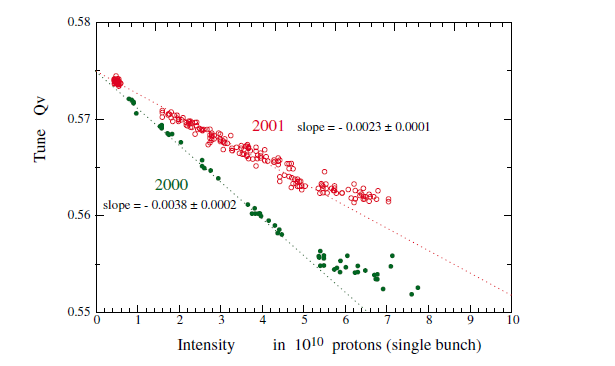 0.58
0.57
0.56
0.55
Tune Qv
2001 slope = - 0.0023 ± 0.0001
2000
slope = - 0.0038 ± 0.0002
0 1 2 3 4 5 6 7 8 9 10
Intensity in 10¹⁰ protons (single bunch)